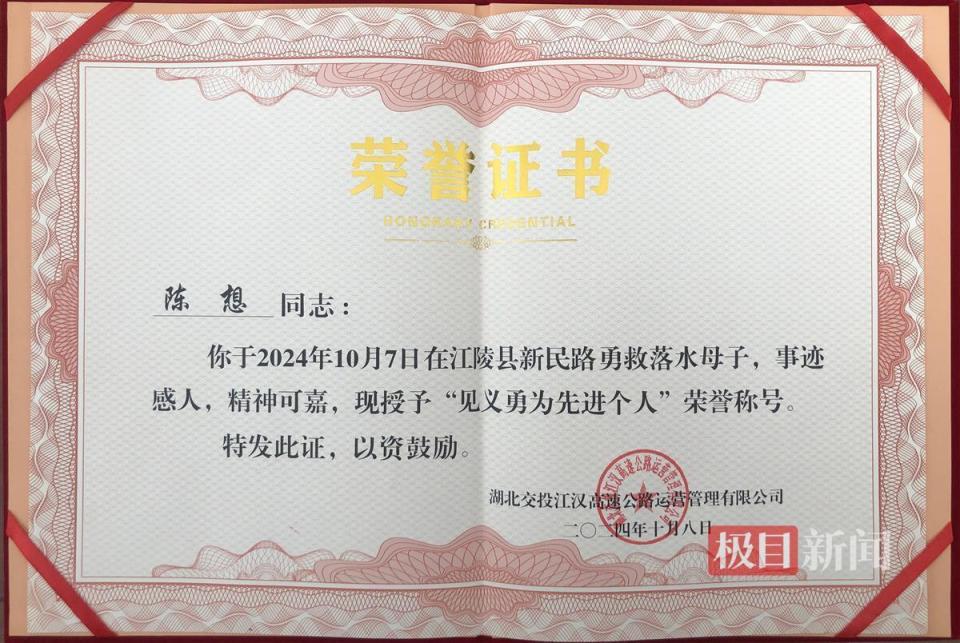 荣誉证书
HONORARY CREDENTIAL
陈 想 同志：
你于2024年10月7日在江陵县新民路勇救落水母子，事迹
感人，精神可嘉，现授予“见义勇为先进个人”荣誉称号。
特发此证，以资鼓励。
湖北交投江汉高速公路运营管理有限公司
二〇二四年十月八日
极目新闻